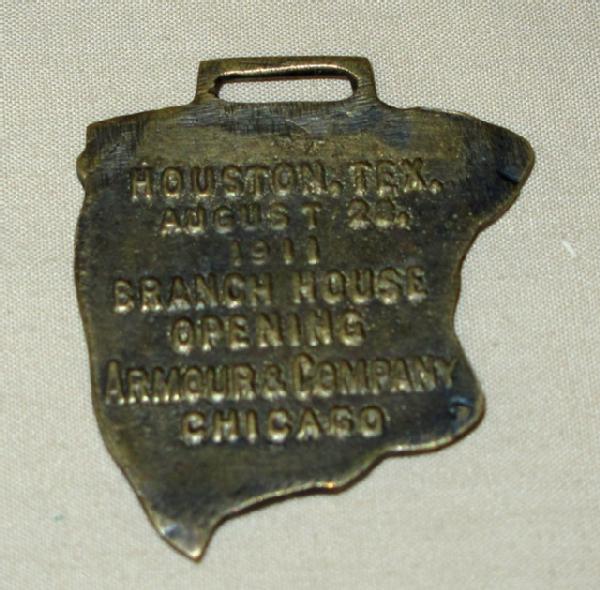 HOUSTON, TEX.
AUGUST 28.
1911
BRANCH HOUSE
OPENING
ARMOUR & COMPANY
CHICAGO